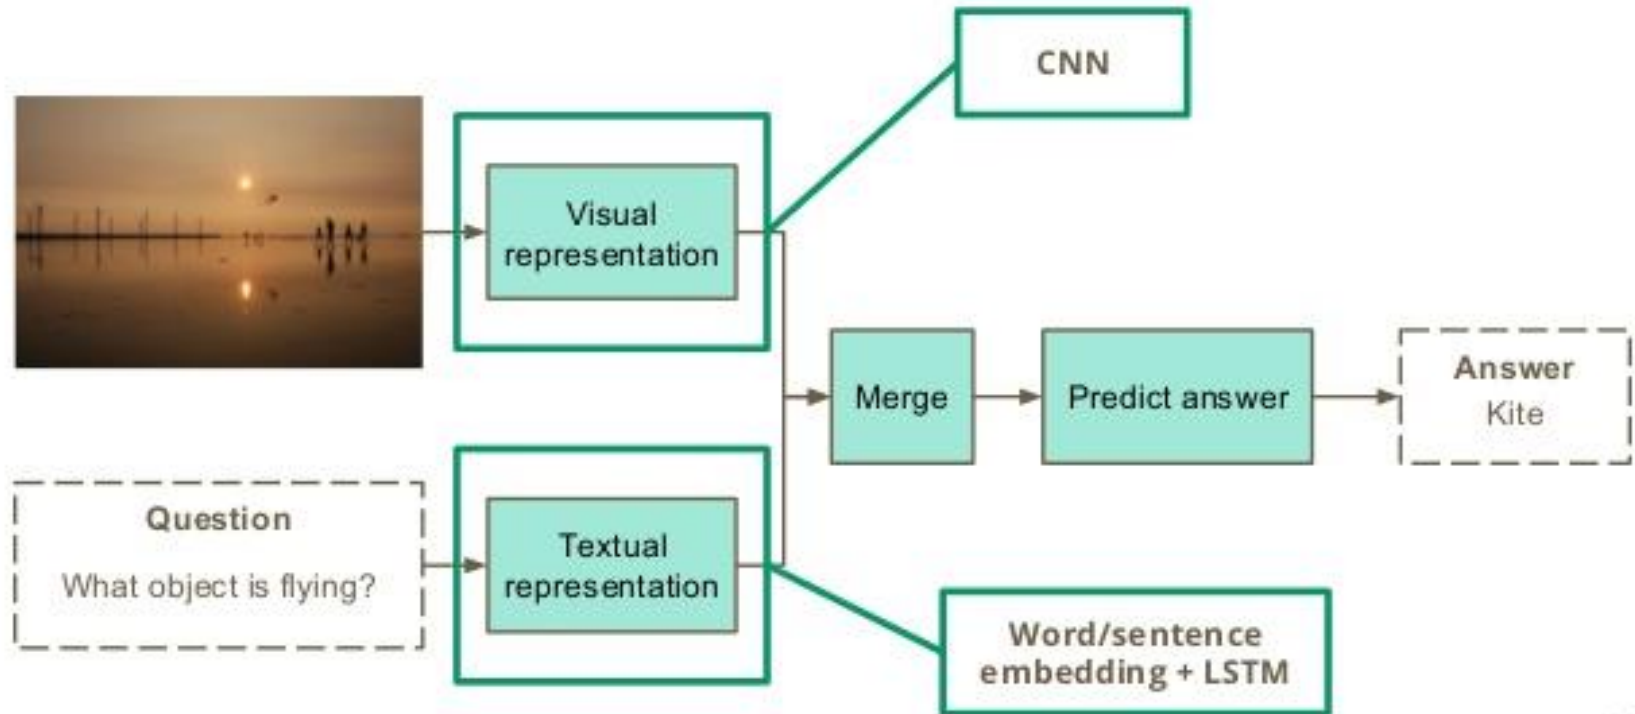 CNN
Visual
representation
Merge
Predict answer
Answer
Kite
Question
What object is flying?
Textual
representation
Word/sentence
embedding + LSTM